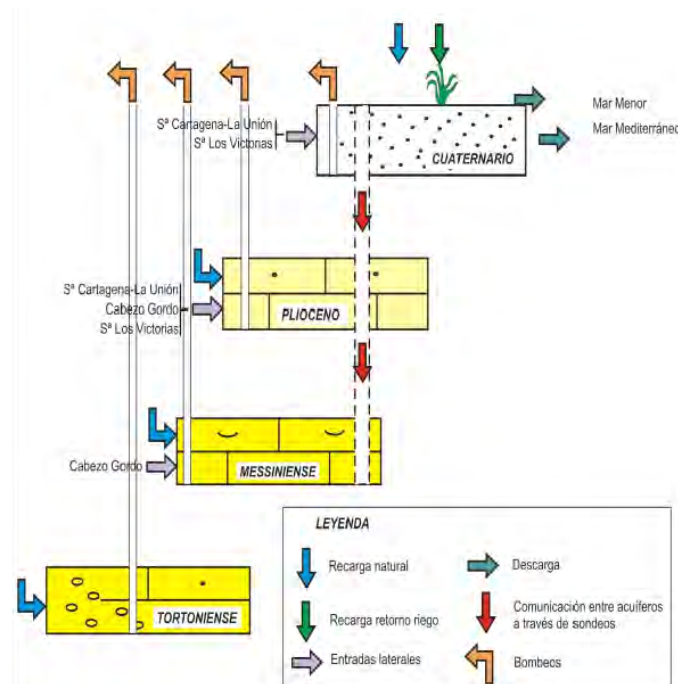 Mar Menor
Sª Cartagena-La Unión
Sª Los Victorias
Mar Mediterráneo
CUATERNARIO
Sª Cartagena-La Unión
Cabezo Gordo
Sª Los Victorias
PLIOCENO
Cabezo Gordo
MESSINIENSE
TORTONIENSE
LEYENDA
Recarga natural
Descarga
Recarga retorno riego
Comunicación entre acuíferos
a través de sondeos
Entradas laterales
Bombeos